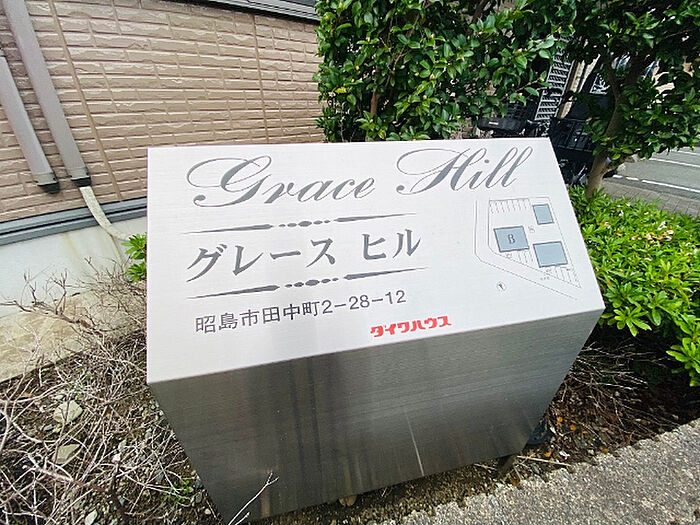 Grace Hill
グレース ヒル
昭島市田中町2-28-12
ダイワハウス
B